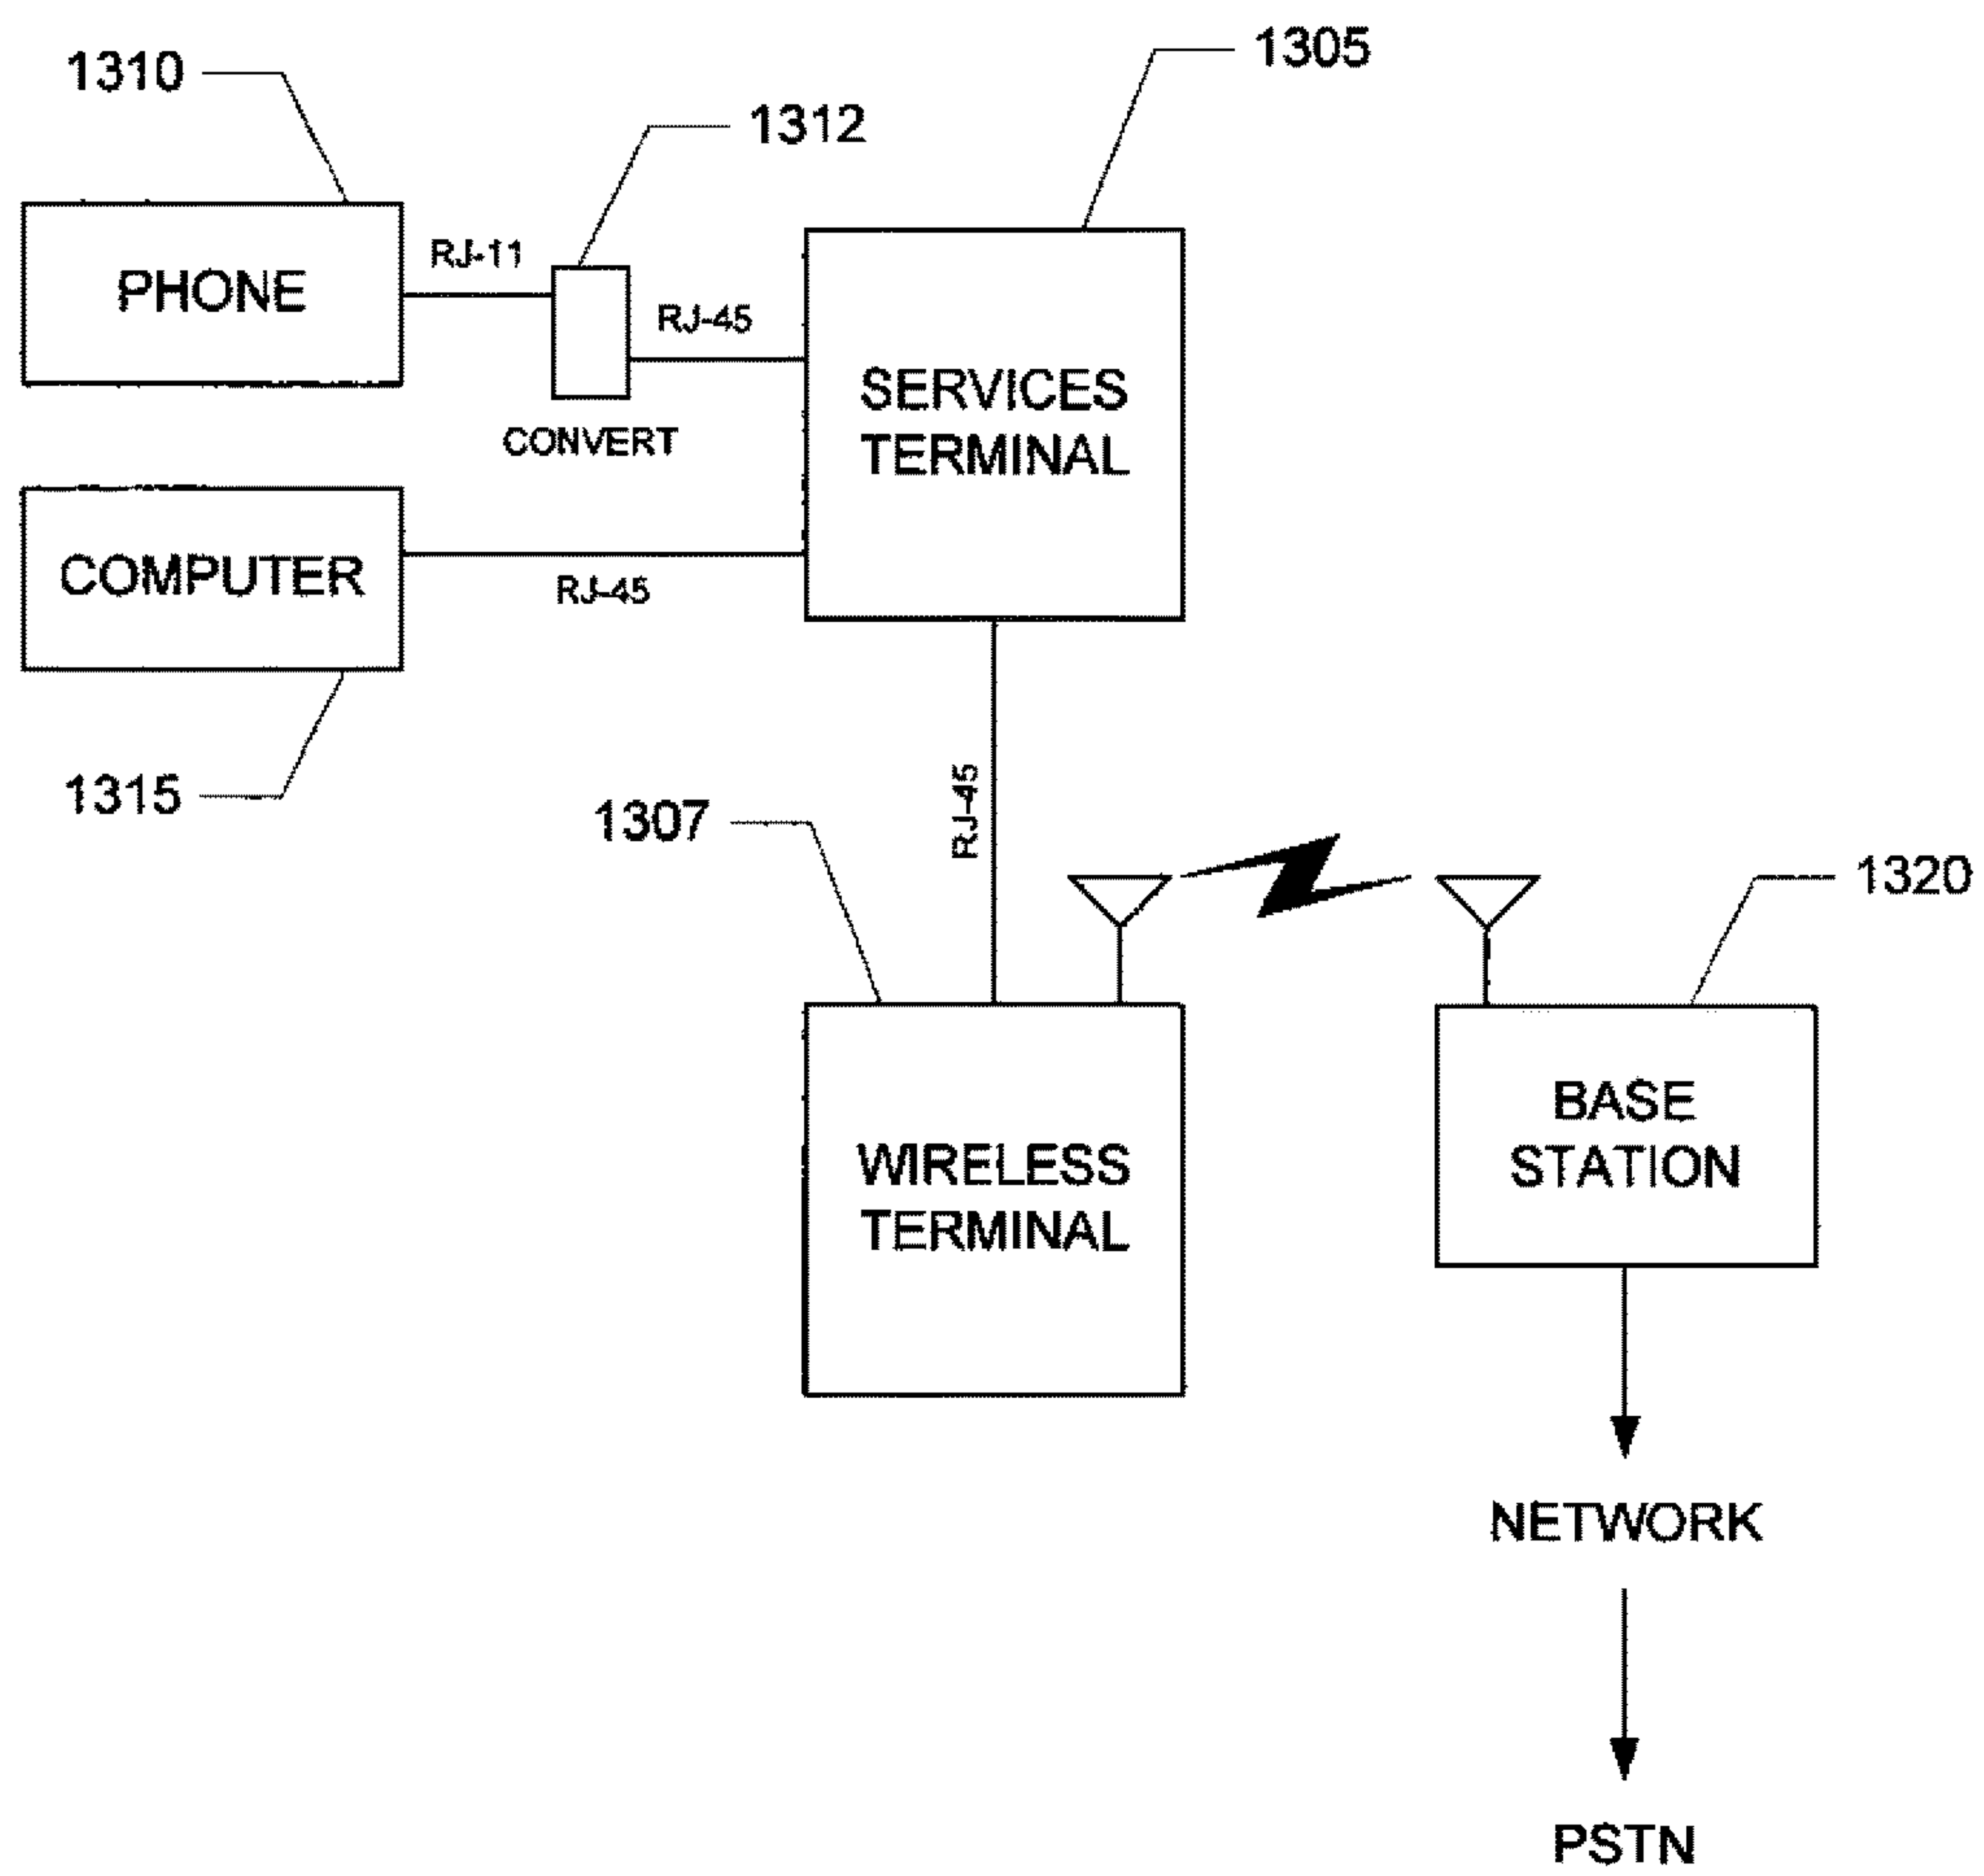 1305
1310
1312
PHONE
RJ-11
RJ-45
CONVERT
SERVICES
TERMINAL
COMPUTER
RJ-45
1315
1307
RJ-45
1320
WIRELESS
TERMINAL
BASE
STATION
NETWORK
PSTN